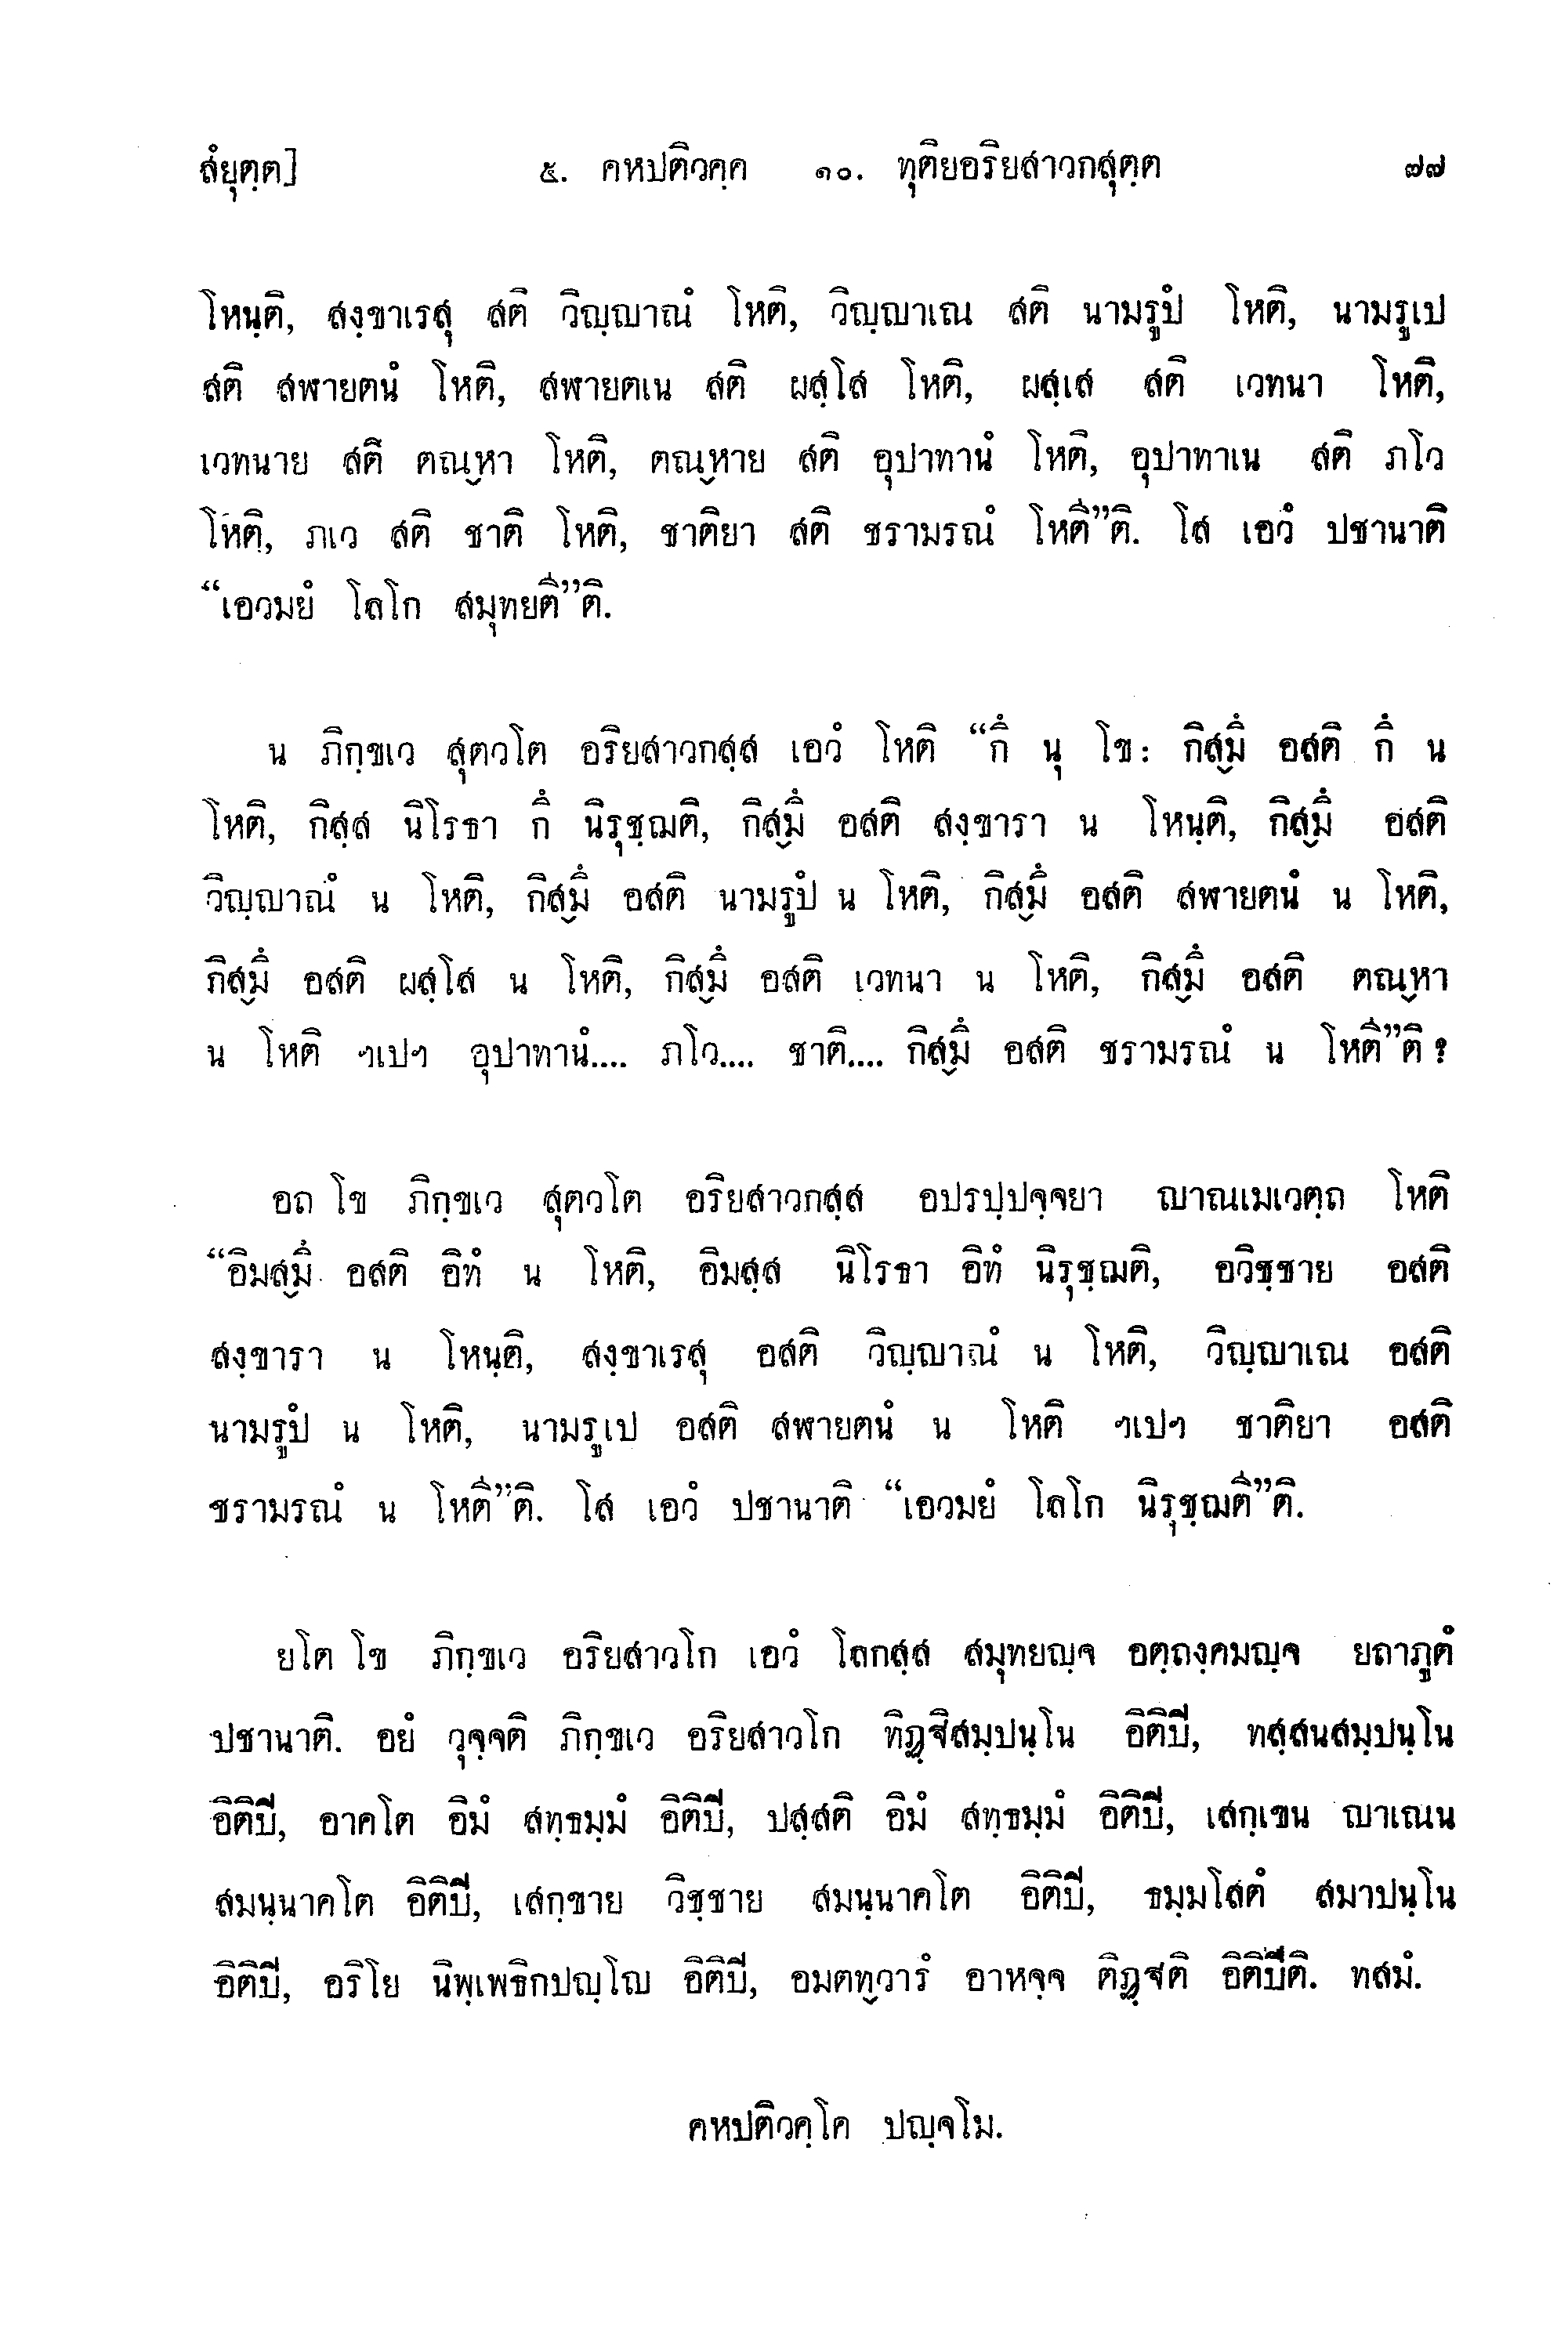 สํยุตฺต]	๕. คหปติวคฺค ๑๐. ทุติยอริยสาวกสุตฺต	๗๗
โหนฺติ, สงฺขาเรสุ สติ วิญฺญาณํ โหติ, วิญฺญาเณ สติ นามรูปํ โหติ, นามรูเป
สติ สฬายตนํ โหติ, สฬายตเน สติ ผสฺโส โหติ, ผสฺเส สติ เวทนา โหติ,
เวทนาย สติ ตณฺหา โหติ, ตณฺหาย สติ อุปาทานํ โหติ, อุปาทาเน สติ ภโว
โหติ, ภเว สติ ชาติ โหติ, ชาติยา สติ ชรามรณํ โหตี”ติ. โส เอวํ ปชานาติ
“เอวมยํ โลโก สมุทยตี”ติ.
น ภิกฺขเว สุตวโต อริยสาวกสฺส เอวํ โหติ “กึ นุ โข: กิสฺมึ อสติ กึ น
โหติ, กิสฺส นิโรธา กึ นิรุชฺฌติ, กิสฺมึ อสติ สงฺขารา น โหนฺติ, กิสฺมึ อสติ
วิญฺญาณํ น โหติ, กิสฺมึ อสติ นามรูปํ น โหติ, กิสฺมึ อสติ สฬายตนํ น โหติ,
กิสฺมึ อสติ ผสฺโส น โหติ, กิสฺมึ อสติ เวทนา น โหติ, กิสฺมึ อสติ ตณฺหา
น โหติ ฯเปฯ อุปาทานํ.... ภโว.... ชาติ.... กิสฺมึ อสติ ชรามรณํ น โหตี”ติ ?
อถ โข ภิกฺขเว สุตวโต อริยสาวกสฺส อปรปฺปจฺจยา ญาณเมเวตฺถ โหติ
“อิมสฺมึ อสติ อิทํ น โหติ, อิมสฺส นิโรธา อิทํ นิรุชฺฌติ, อวิชฺชาย อสติ
สงฺขารา น โหนฺติ, สงฺขาเรสุ อสติ วิญฺญาณํ น โหติ, วิญฺญาเณ อสติ
นามรูปํ น โหติ, นามรูเป อสติ สฬายตนํ น โหติ ฯเปฯ ชาติยา อสติ
ชรามรณํ น โหตี”ติ. โส เอวํ ปชานาติ “เอวมยํ โลโก นิรุชฺฌตี”ติ.
ยโต โข ภิกฺขเว อริยสาวโก เอวํ โลกสฺส สมุทยญฺจ อตฺถงฺคมญฺจ ยถาภูตํ
ปชานาติ. อยํ วุจฺจติ ภิกฺขเว อริยสาวโก ทิฏฺฐิสมฺปนฺโน อิติปี, ทสฺสนสมฺปนฺโน
อิติปี, อาคโต อิมํ สทฺธมฺมํ อิติปี, ปสฺสติ อิมํ สทฺธมฺมํ อิติปี, เสกฺเขน ญาเณน
สมนฺนาคโต อิติปี, เสกฺขาย วิชฺชาย สมนฺนาคโต อิติปี, ธมฺมโสตํ สมาปนฺโน
อิติปี, อริโย นิพฺเพธิกปญฺโญ อิติปี, อมตทฺวารํ อาหจฺจ ติฏฺฐติ อิติปีติ. ทสมํ.
คหปติวคฺโค ปญฺจโม.